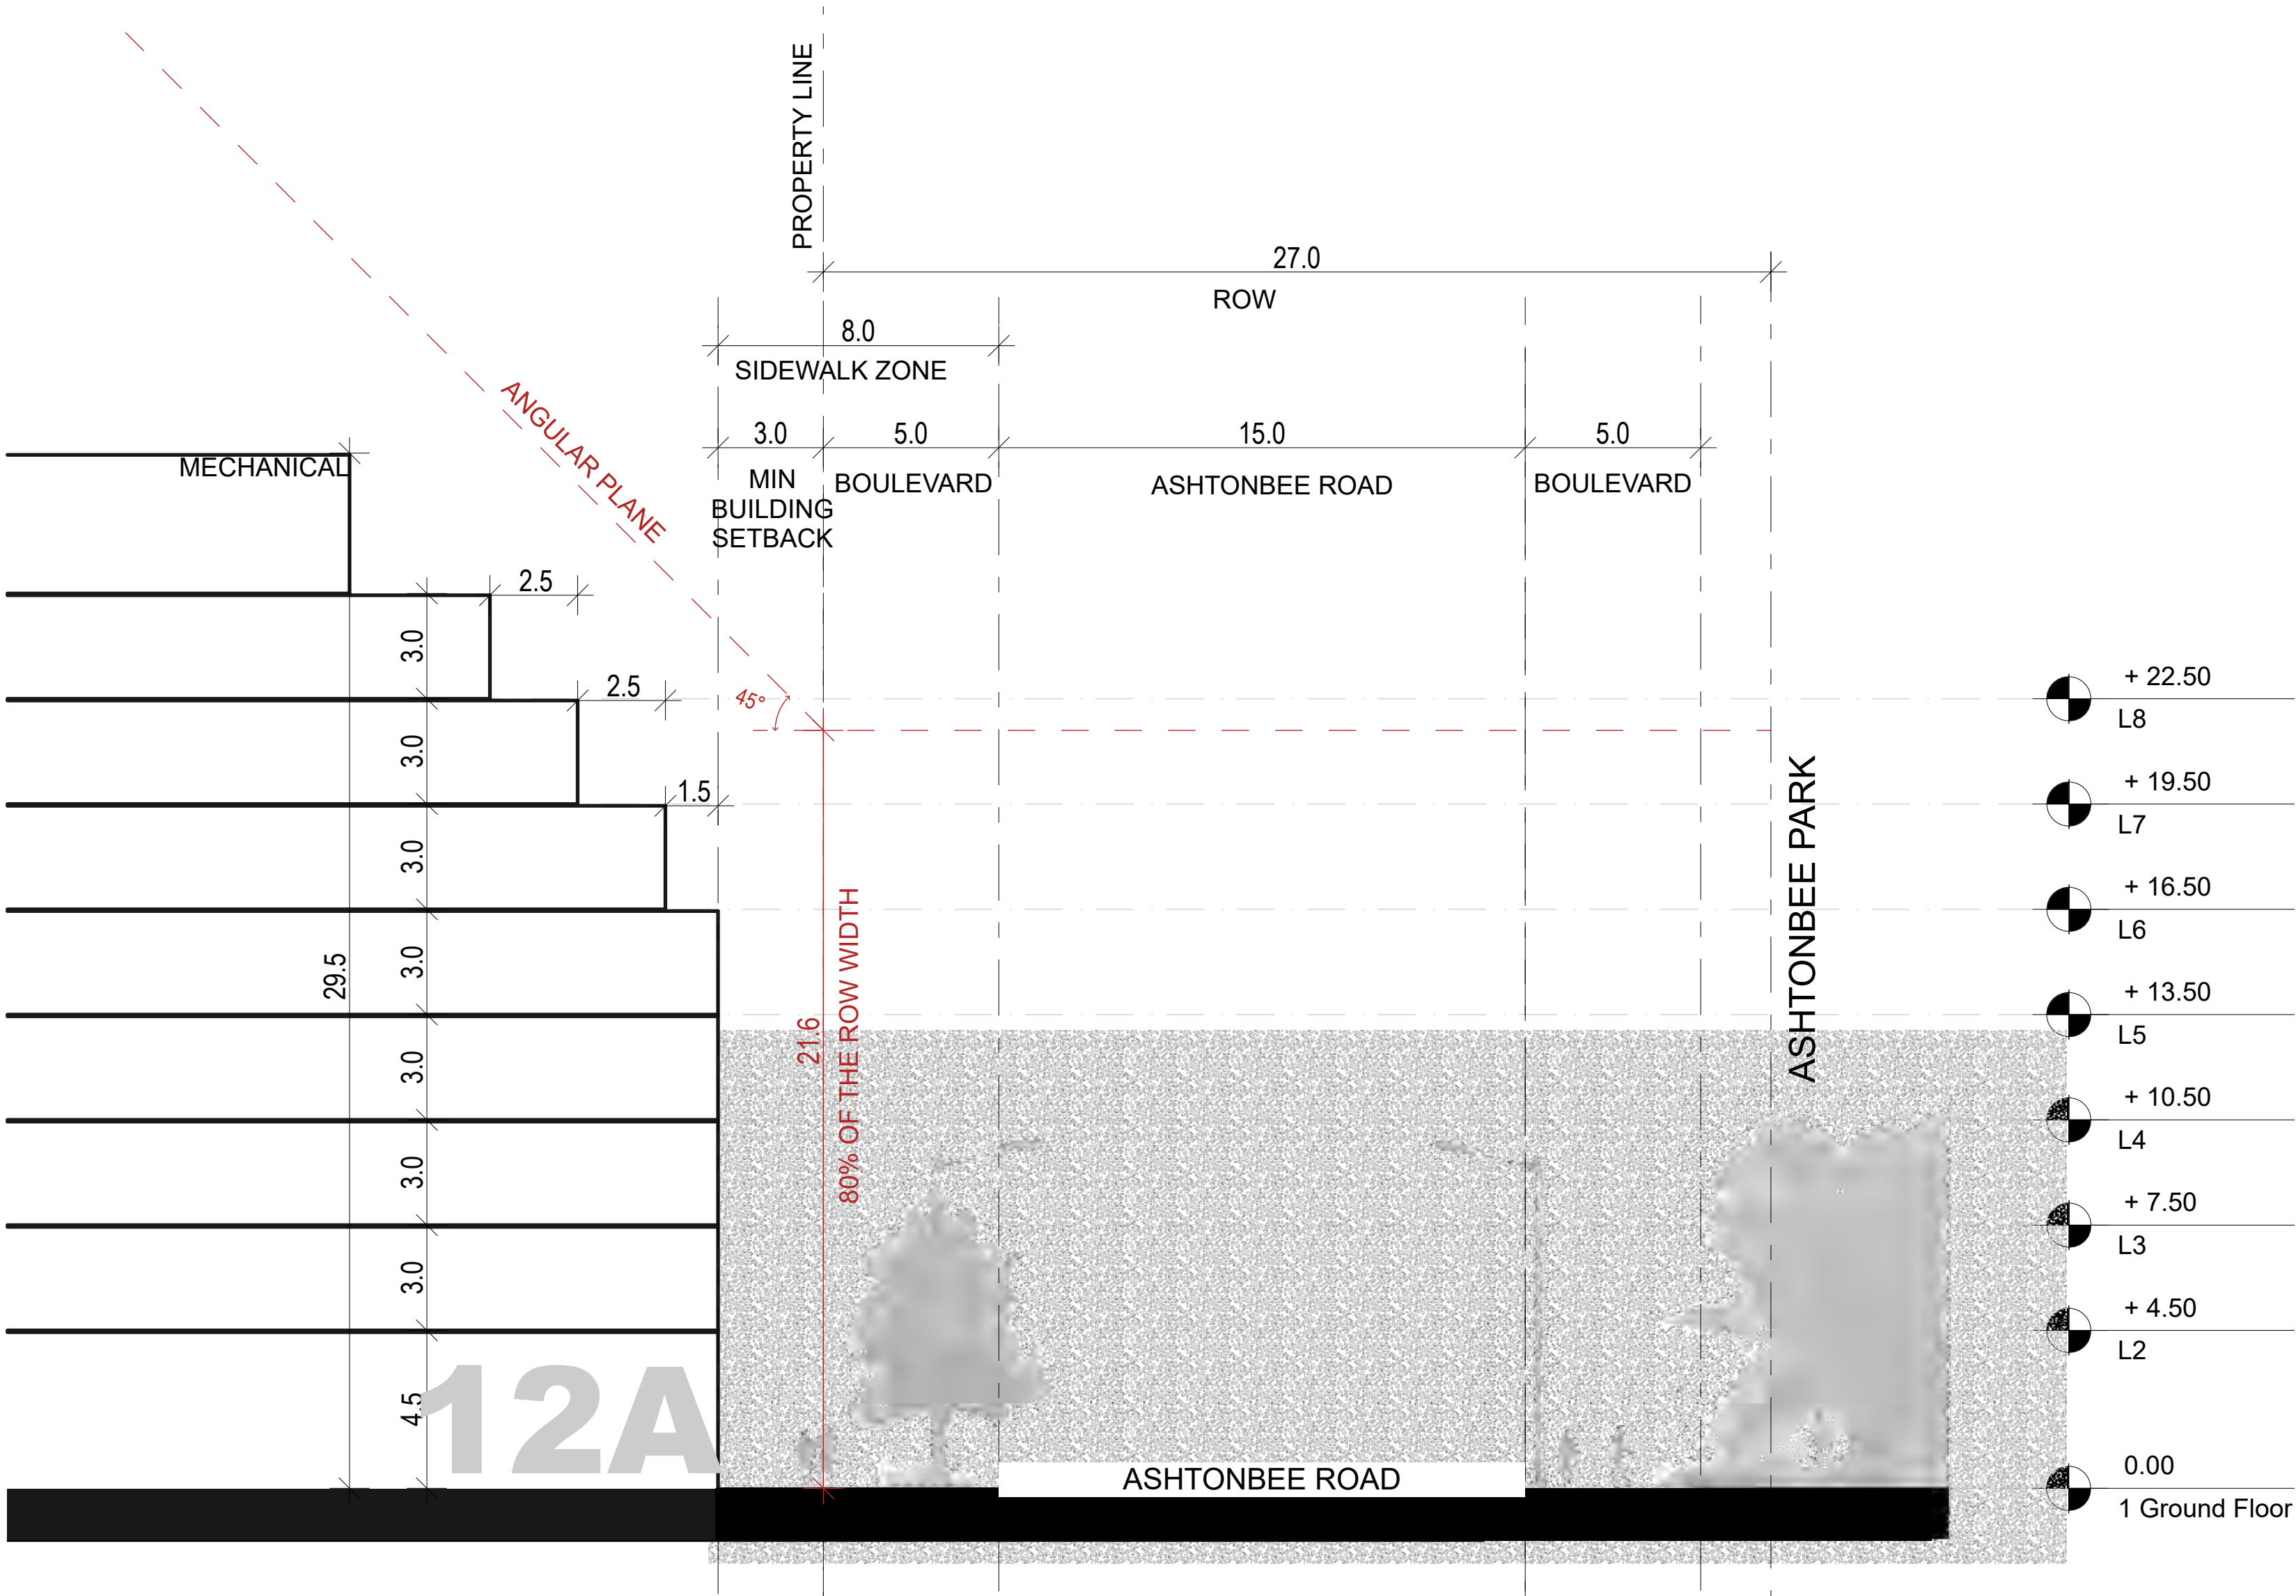 PROPERTY LINE
27.0
ROW
8.0
SIDEWALK ZONE
3.0
5.0
15.0
5.0
MIN
BUILDING
SETBACK
BOULEVARD
ASHTONBEE ROAD
BOULEVARD
ANGULAR PLANE
MECHANICAL
2.5
2.5
1.5
45°
3.0
3.0
3.0
3.0
3.0
3.0
3.0
4.5
29.5
21.6
80% OF THE ROW WIDTH
ASHTONBEE PARK
12A
ASHTONBEE ROAD
+ 22.50
L8
+ 19.50
L7
+ 16.50
L6
+ 13.50
L5
+ 10.50
L4
+ 7.50
L3
+ 4.50
L2
0.00
1 Ground Floor